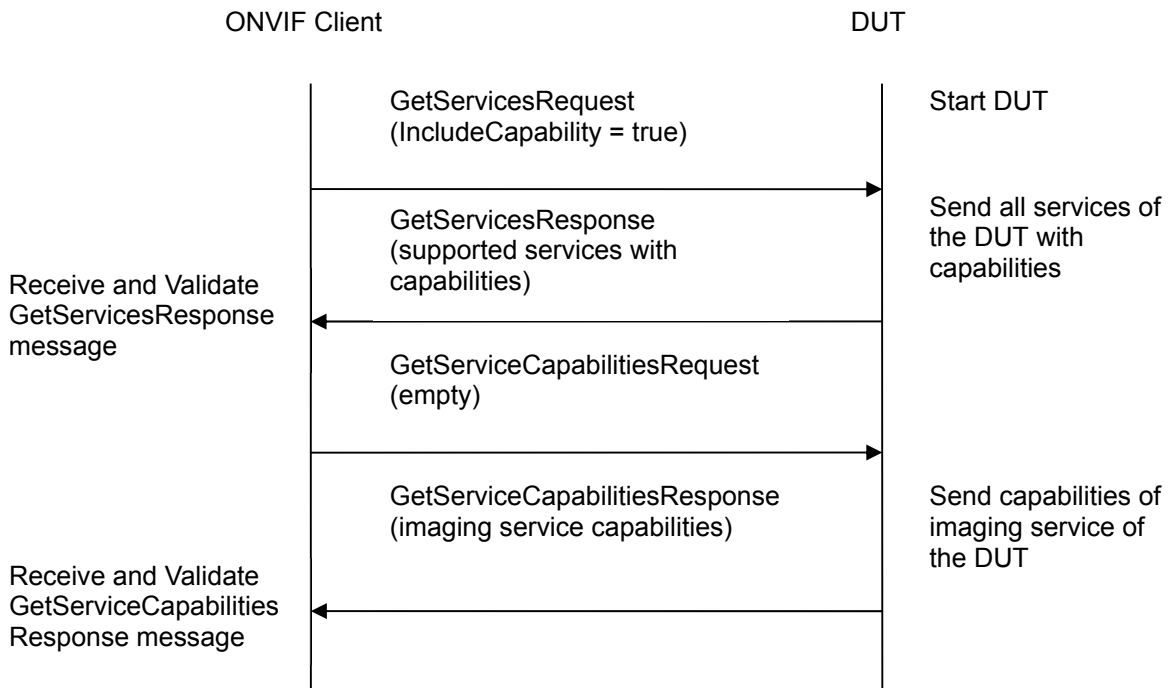 ONVIF Client
DUT
GetServicesRequest
(IncludeCapability = true)
Start DUT
GetServicesResponse
(supported services with
capabilities)
Send all services of
the DUT with
capabilities
Receive and Validate
GetServicesResponse
message
GetServiceCapabilitiesRequest
(empty)
GetServiceCapabilitiesResponse
(imaging service capabilities)
Send capabilities of
imaging service of
the DUT
Receive and Validate
GetServiceCapabilities
Response message